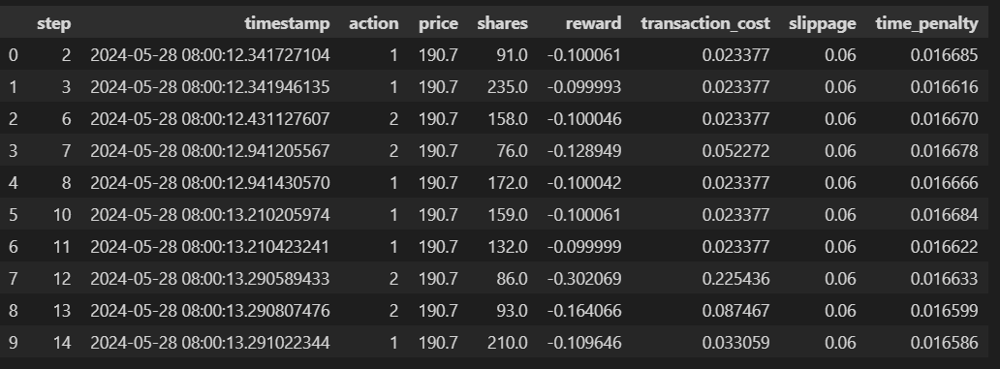 step timestamp action price shares reward transaction_cost slippage time_penalty
0 2 2024-05-28 08:00:12.341727104 1 190.7 91.0 -0.100061 0.023377 0.06 0.016685
1 3 2024-05-28 08:00:12.341946135 1 190.7 235.0 -0.099993 0.023377 0.06 0.016616
2 6 2024-05-28 08:00:12.431127607 2 190.7 158.0 -0.100046 0.023377 0.06 0.016670
3 7 2024-05-28 08:00:12.941205567 2 190.7 76.0 -0.128949 0.052272 0.06 0.016678
4 8 2024-05-28 08:00:12.941430570 1 190.7 172.0 -0.100042 0.023377 0.06 0.016666
5 10 2024-05-28 08:00:13.210205974 1 190.7 159.0 -0.100061 0.023377 0.06 0.016684
6 11 2024-05-28 08:00:13.210423241 1 190.7 132.0 -0.099999 0.023377 0.06 0.016622
7 12 2024-05-28 08:00:13.290589433 2 190.7 86.0 -0.302069 0.225436 0.06 0.016633
8 13 2024-05-28 08:00:13.290807476 2 190.7 93.0 -0.164066 0.087467 0.06 0.016599
9 14 2024-05-28 08:00:13.291022344 1 190.7 210.0 -0.109646 0.033059 0.06 0.016586